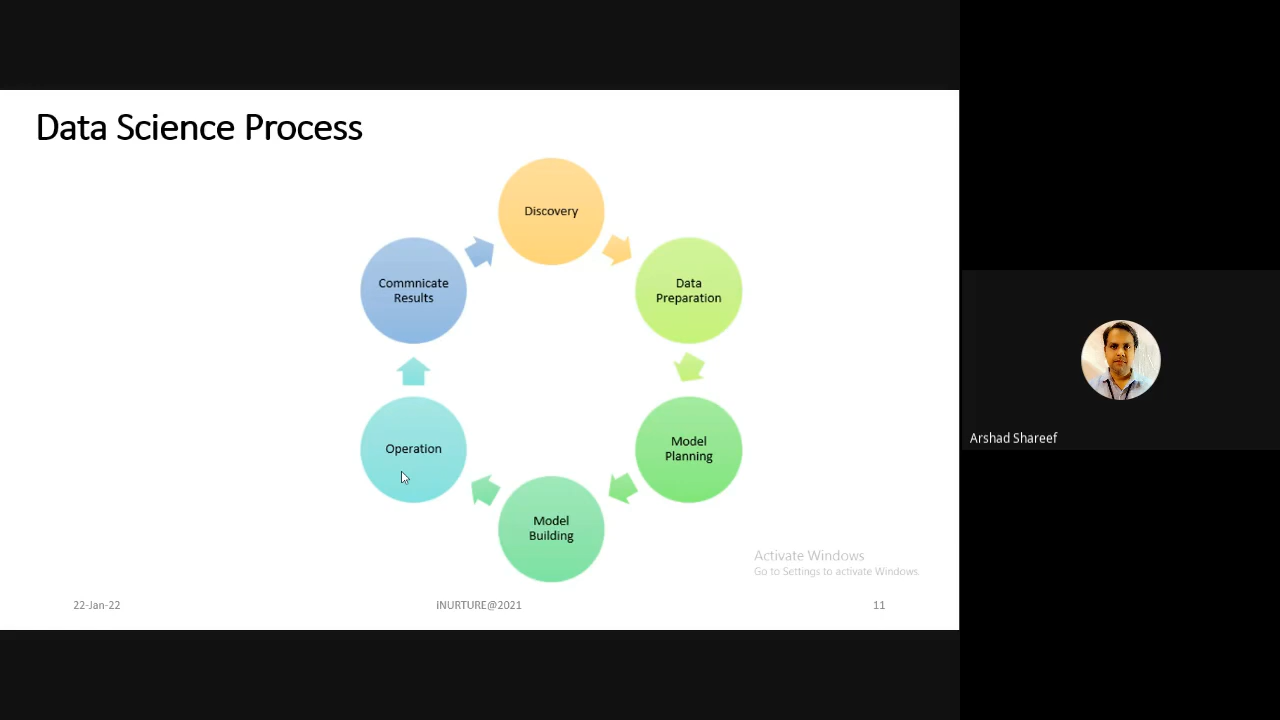 Data Science Process
Discovery
Data
Preparation
Model
Planning
Model
Building
Operation
Commnicate
Results
Activate Windows
Go to Settings to activate Windows.
22-Jan-22
INURTURE@2021
11
Arshad Shareef